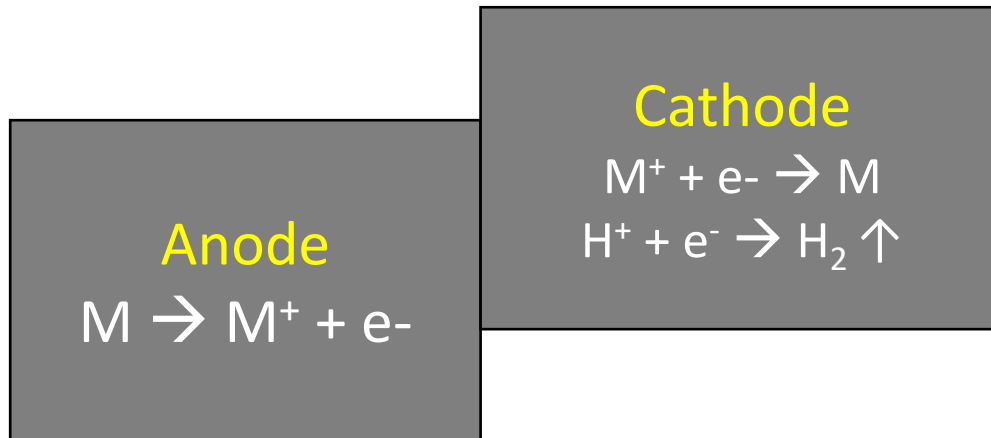 Anode
M → M⁺ + e-
Cathode
M⁺ + e- → M
H⁺ + e⁻ → H₂ ↑